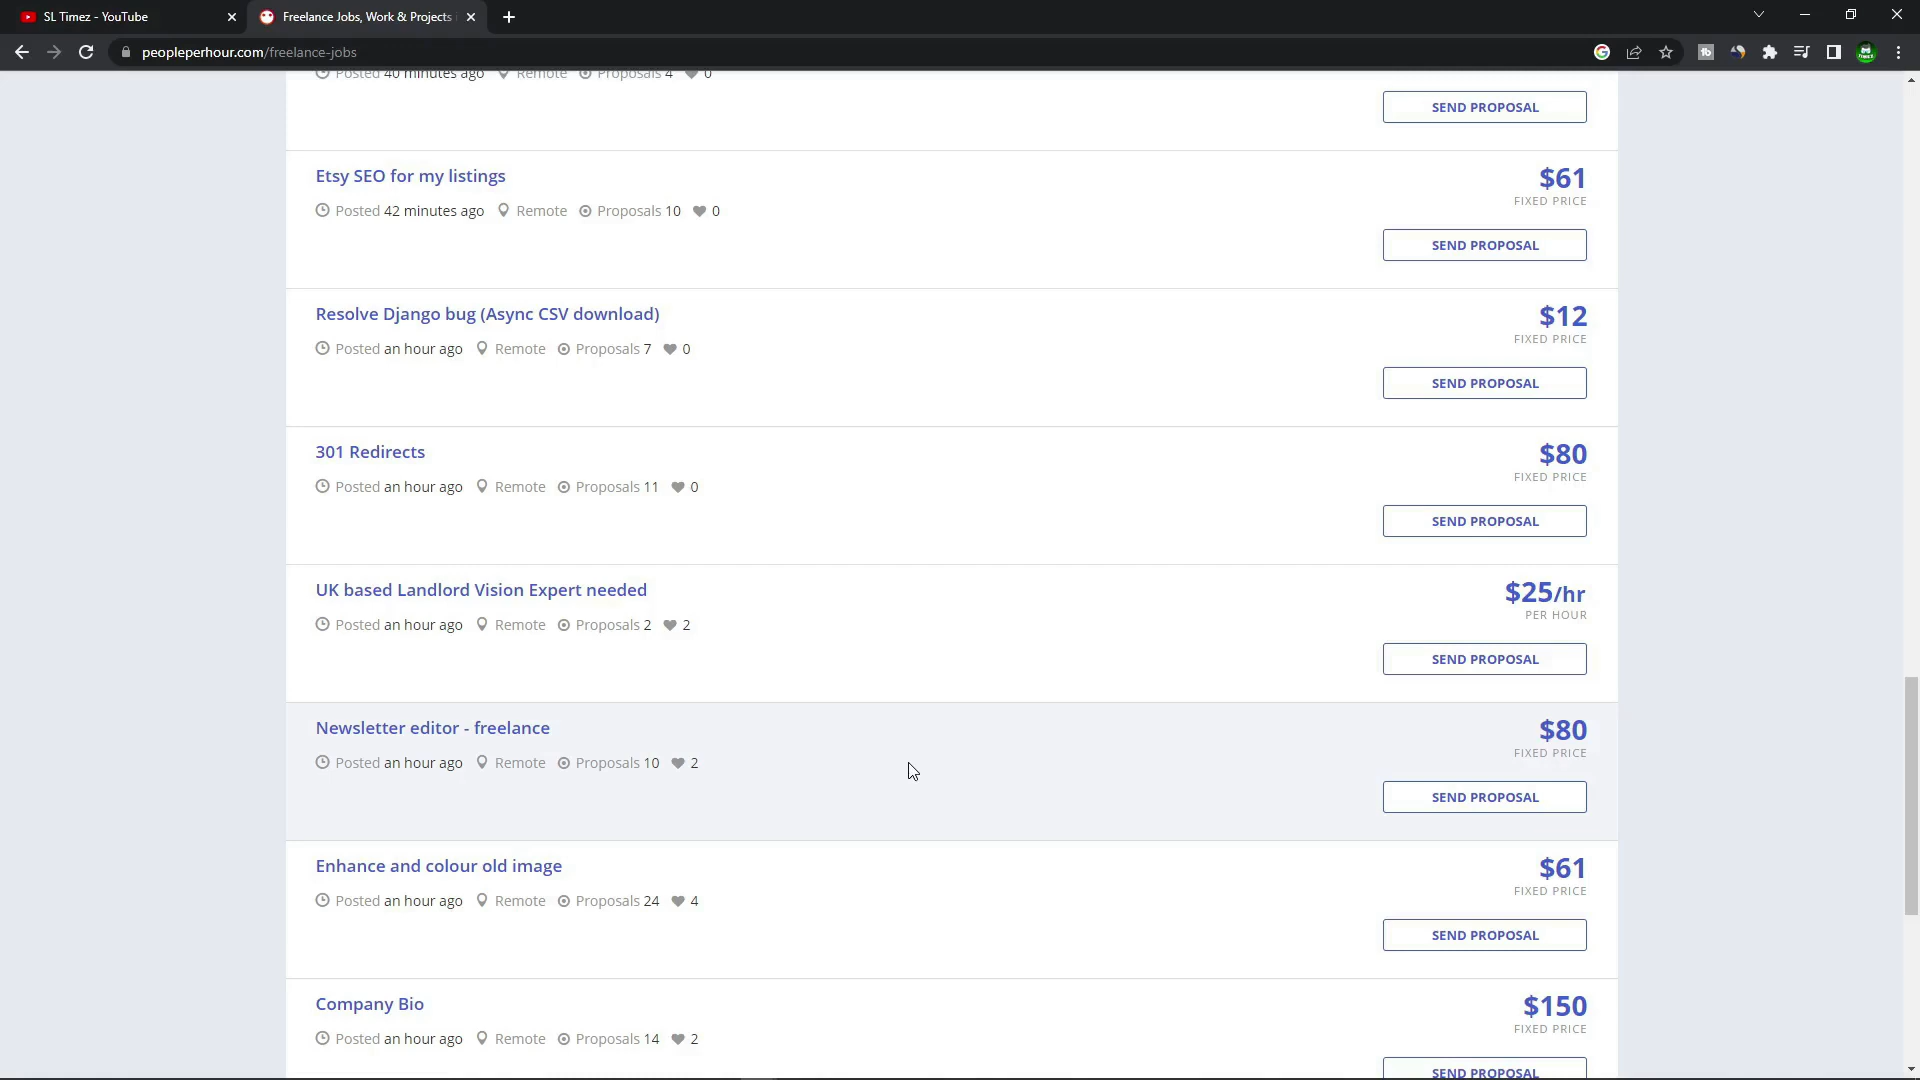 SL Timez - YouTube
Freelance Jobs, Work & Projects
peopleperhour.com/freelance-jobs
Posted 40 minutes ago Remote Proposals 4 0
SEND PROPOSAL
Etsy SEO for my listings
$61
FIXED PRICE
Posted 42 minutes ago Remote Proposals 10 0
SEND PROPOSAL
Resolve Django bug (Async CSV download)
$12
FIXED PRICE
Posted an hour ago Remote Proposals 7 0
SEND PROPOSAL
301 Redirects
$80
FIXED PRICE
Posted an hour ago Remote Proposals 11 0
SEND PROPOSAL
UK based Landlord Vision Expert needed
$25/hr
PER HOUR
Posted an hour ago Remote Proposals 2 2
SEND PROPOSAL
Newsletter editor - freelance
$80
FIXED PRICE
Posted an hour ago Remote Proposals 10 2
SEND PROPOSAL
Enhance and colour old image
$61
FIXED PRICE
Posted an hour ago Remote Proposals 24 4
SEND PROPOSAL
Company Bio
$150
FIXED PRICE
Posted an hour ago Remote Proposals 14 2
SEND PROPOSAL